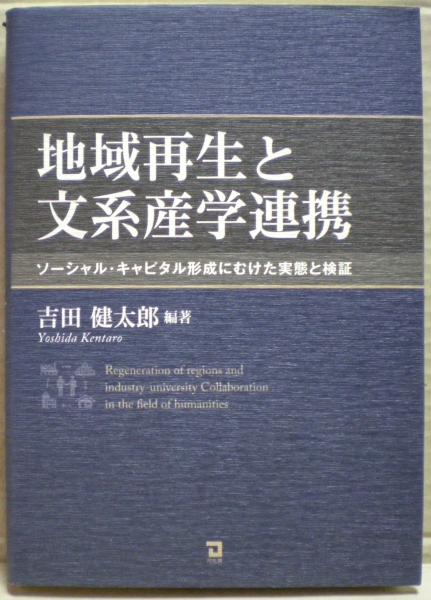 地域再生と
文系産学連携
ソーシャル・キャピタル形成にむけた実態と検証
吉田 健太郎 編著
Yoshida Kentaro
Regeneration of regions and
industry-university Collaboration
in the field of humanities